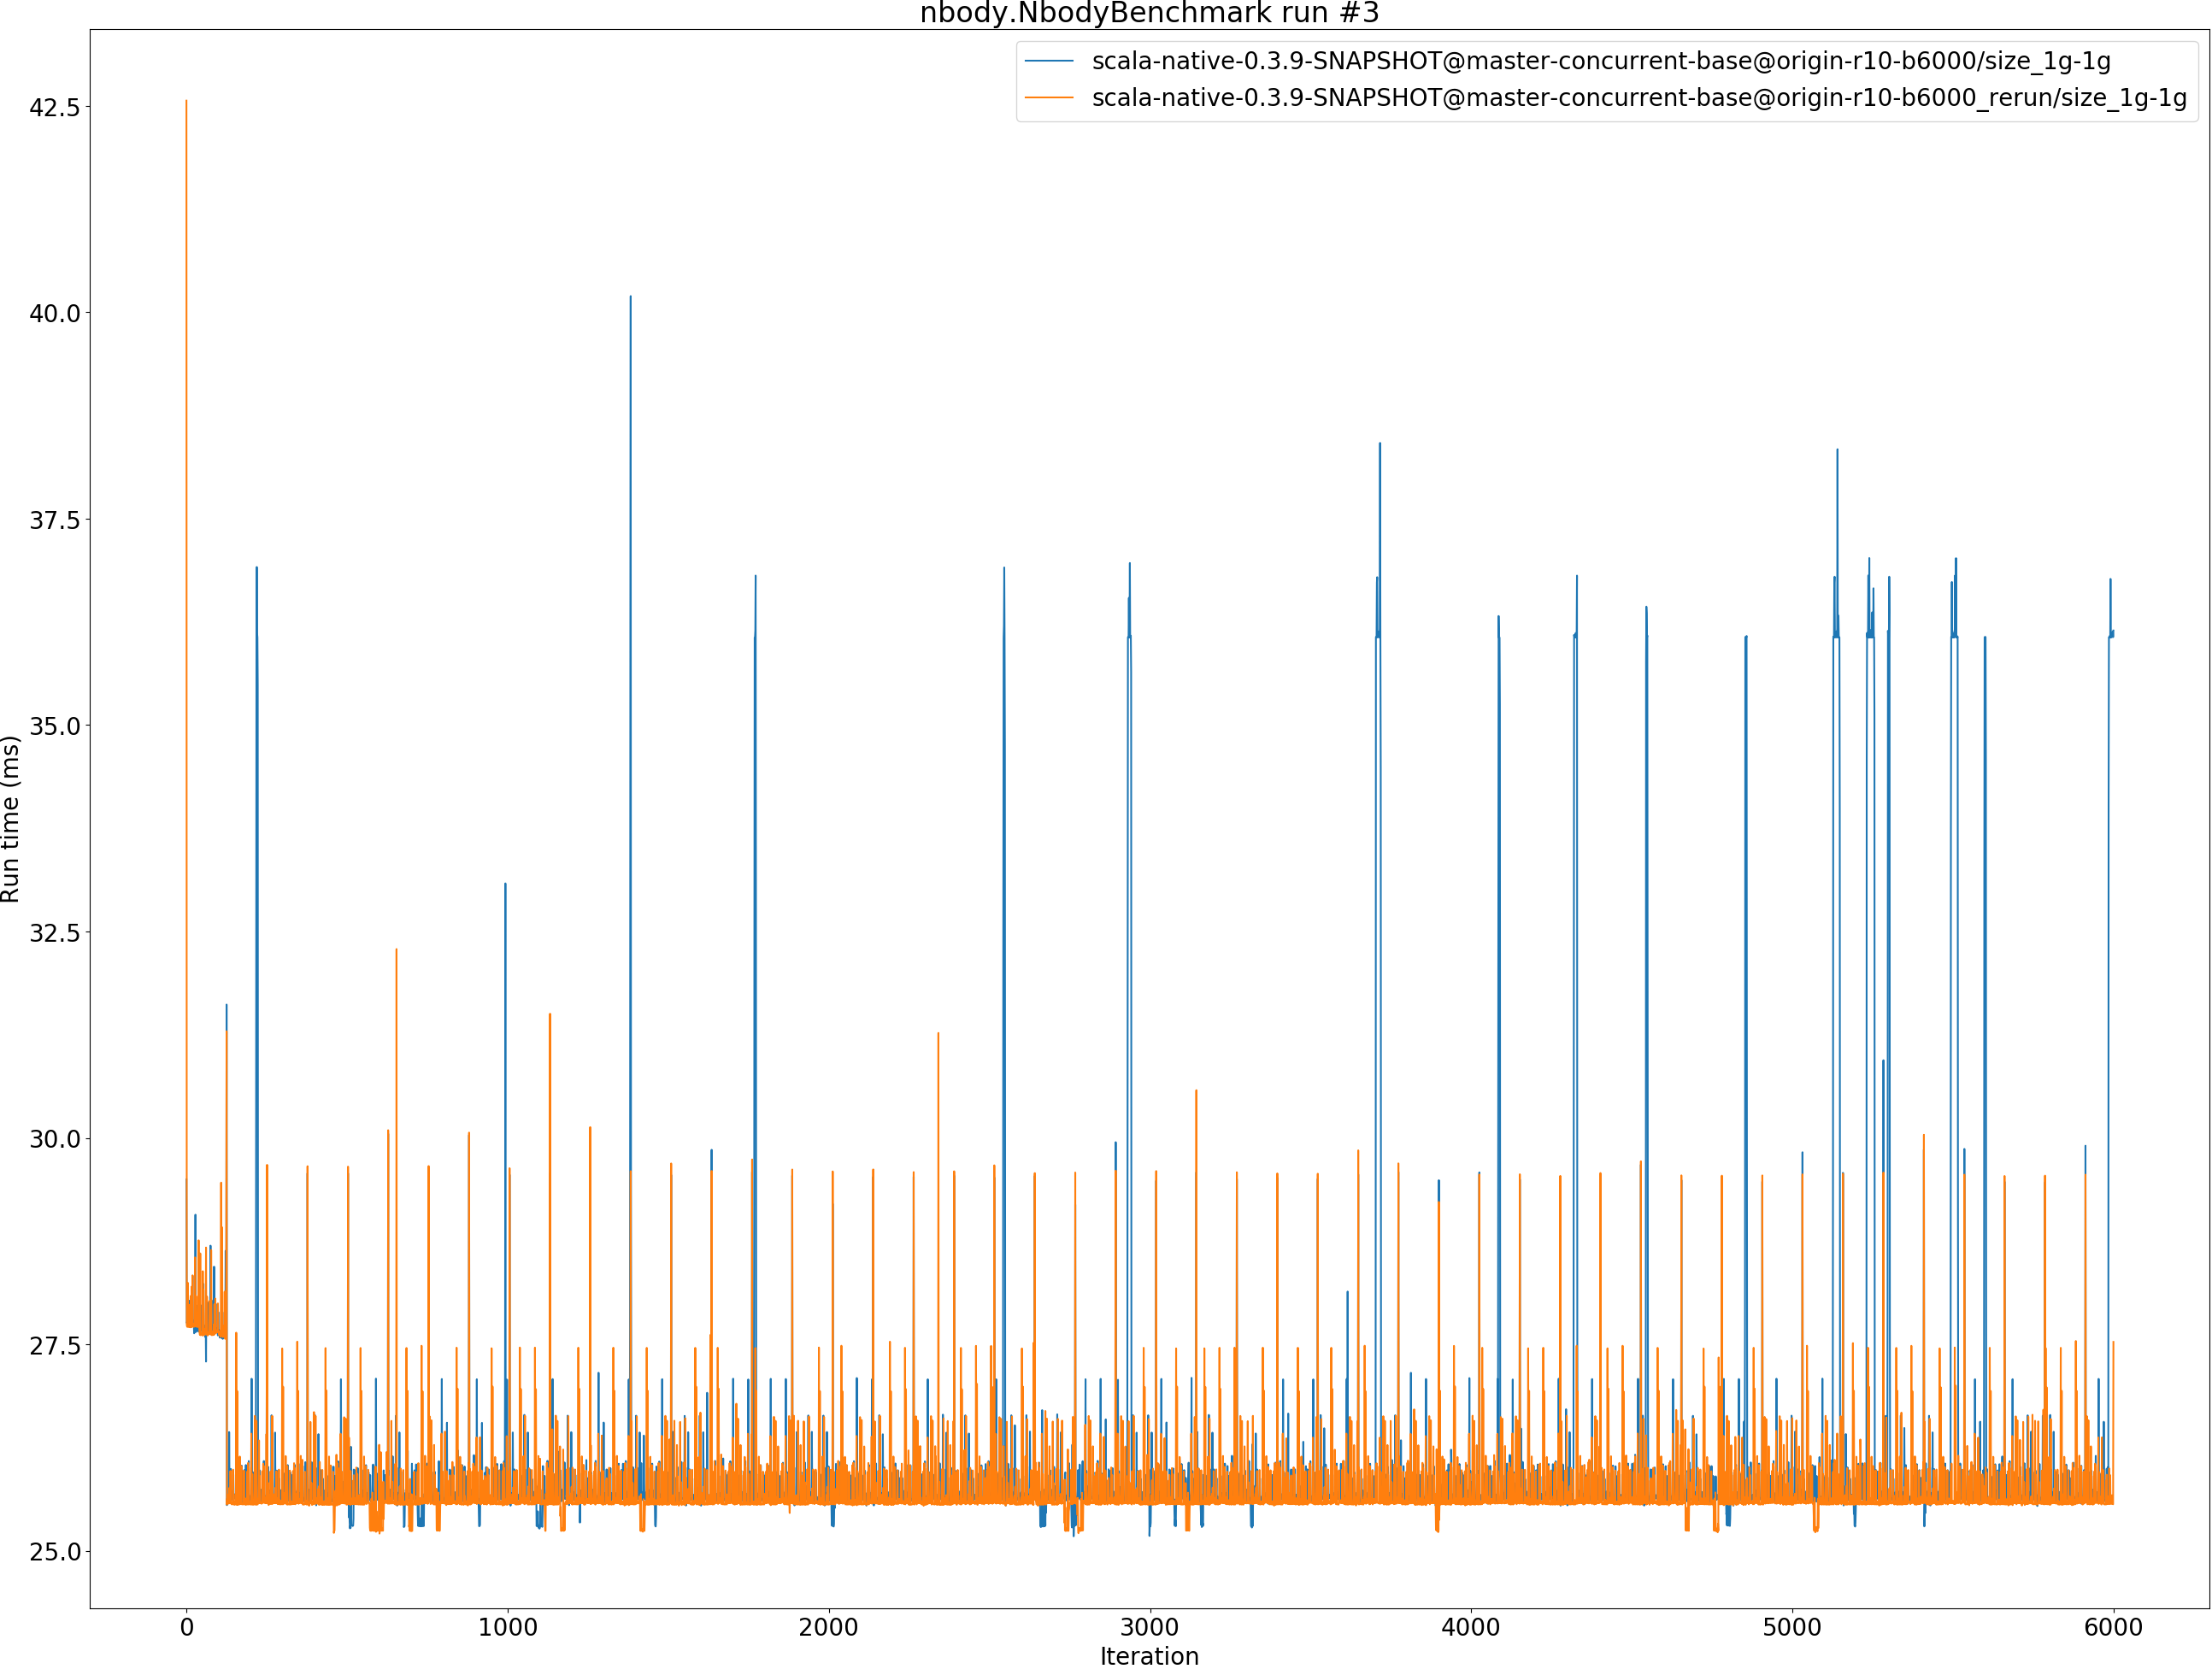 nbody.NbodyBenchmark run #3
scala-native-0.3.9-SNAPSHOT@master-concurrent-base@origin-r10-b6000/size_1g-1g
scala-native-0.3.9-SNAPSHOT@master-concurrent-base@origin-r10-b6000_rerun/size_1g-1g
42.5
40.0
37.5
35.0
32.5
30.0
27.5
25.0
Run time (ms)
0 1000 2000 3000 4000 5000 6000
Iteration